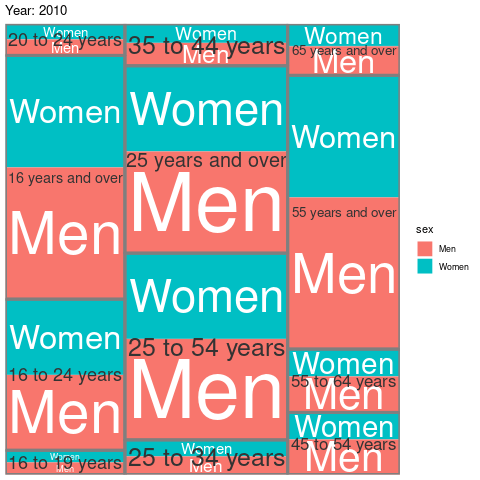 Year: 2010
Women
20 to 24 years
Men
Women
16 years and over
Men
Women
16 to 24 years
Men
Women
16 to 19 years
Men
Women
35 to 44 years
Men
Women
25 years and over
Men
Women
25 to 54 years
Men
Women
25 to 34 years
Men
Women
65 years and over
Men
Women
55 years and over
Men
Women
55 to 64 years
Men
Women
45 to 54 years
Men
sex
Men
Women